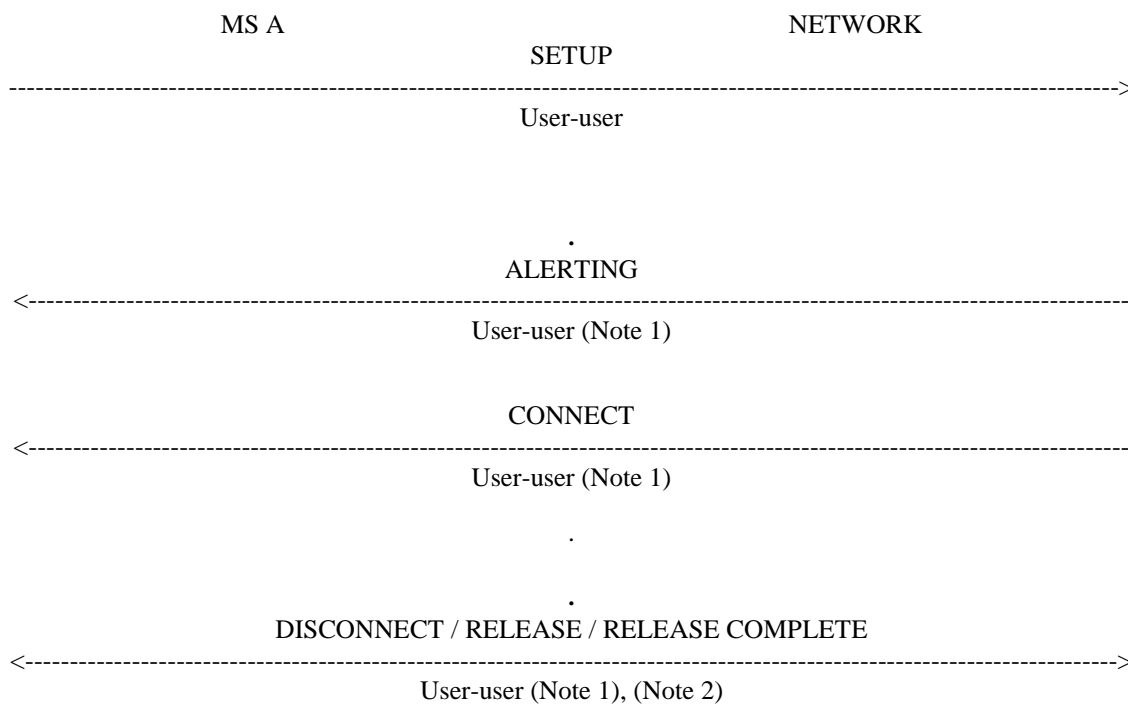 MS A NETWORK
SETUP
------------------------------------------------------------------------------------------------------------------------------->
User-user
.
ALERTING
<-------------------------------------------------------------------------------------------------------------------------------
User-user (Note 1)
CONNECT
<-------------------------------------------------------------------------------------------------------------------------------
User-user (Note 1)
.
.
DISCONNECT / RELEASE / RELEASE COMPLETE
<------------------------------------------------------------------------------------------------------------------------------>
User-user (Note 1), (Note 2)